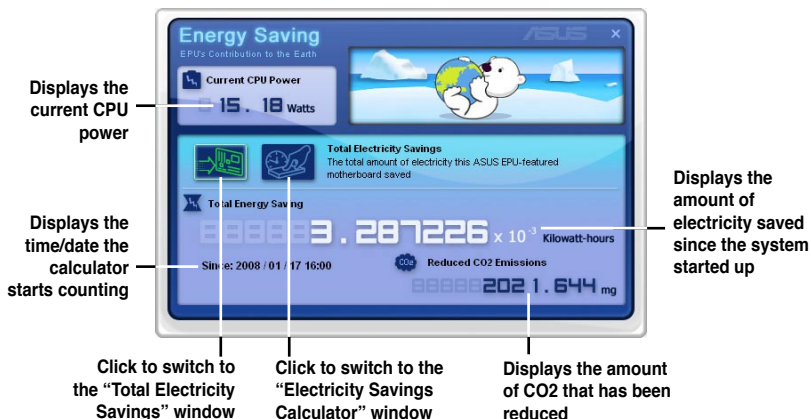 Energy Saving
EPU's Contribution to the Earth
ASUS
Current CPU Power
15.18 Watts
Displays the
current CPU
power
Total Electricity Savings
The total amount of electricity this ASUS EPU-featured
motherboard saved
Total Energy Saving
3.287226 x 10-3 Kilowatt-hours
Displays the
amount of
electricity saved
since the system
started up
Displays the
time/date the
calculator
starts counting
Since: 2008 / 01 / 17 16:00
CO2
Reduced CO2 Emissions
2021.644 mg
Click to switch to
the “Total Electricity
Savings” window
Click to switch to the
“Electricity Savings
Calculator” window
Displays the amount
of CO2 that has been
reduced